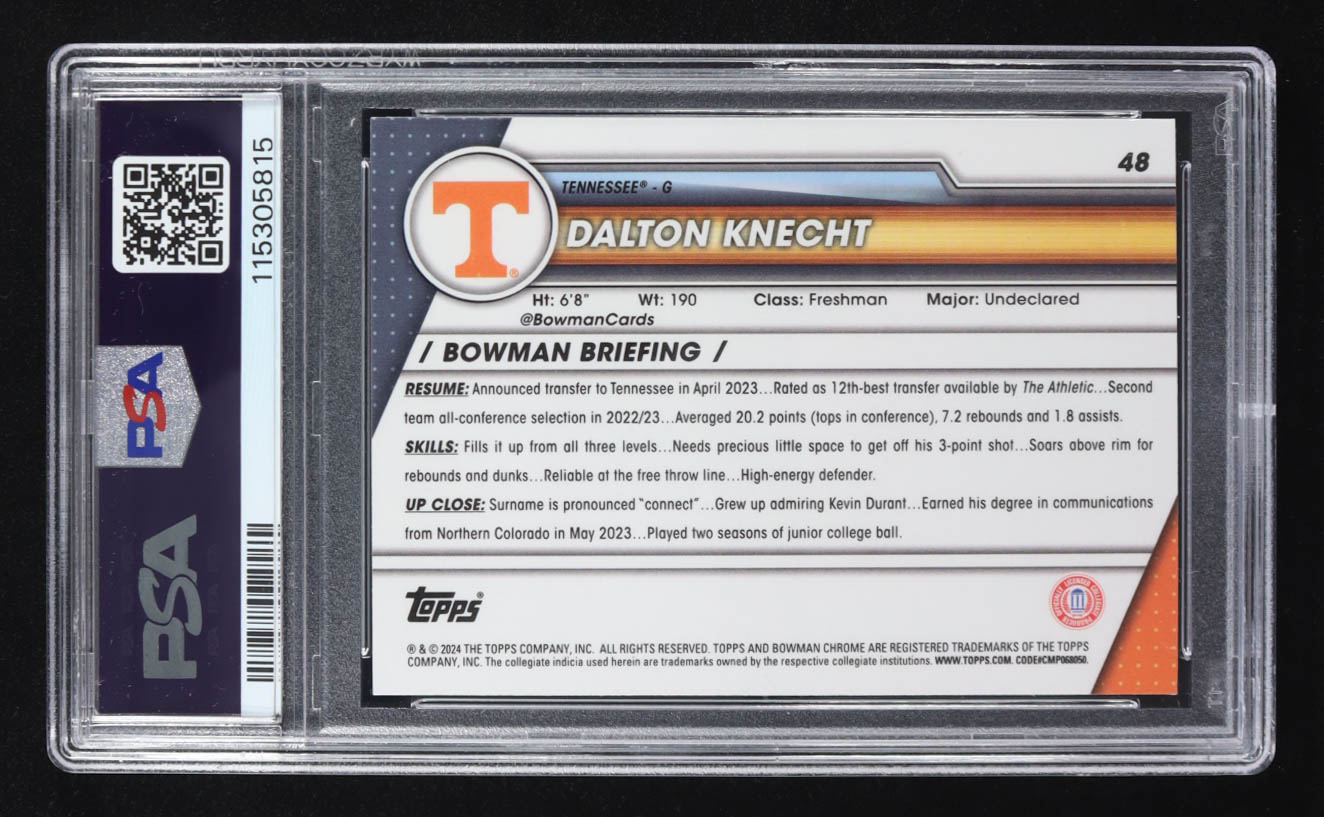 115305815
PSA
PSA
48
TENNESSEE® - G
T®
DALTON KNECHT
Ht: 6'8" Wt: 190 Class: Freshman Major: Undeclared
@BowmanCards
/ BOWMAN BRIEFING /
RESUME: Announced transfer to Tennessee in April 2023...Rated as 12th-best transfer available by The Athletic...Second
team all-conference selection in 2022/23...Averaged 20.2 points (tops in conference), 7.2 rebounds and 1.8 assists.
SKILLS: Fills it up from all three levels...Needs precious little space to get off his 3-point shot...Soars above rim for
rebounds and dunks...Reliable at the free throw line...High-energy defender.
UP CLOSE: Surname is pronounced “connect”...Grew up admiring Kevin Durant...Earned his degree in communications
from Northern Colorado in May 2023...Played two seasons of junior college ball.
topps®
OFFICIALLY LICENSED COLLEGIATE PRODUCTS
® & © 2024 THE TOPPS COMPANY, INC. ALL RIGHTS RESERVED. TOPPS AND BOWMAN CHROME ARE REGISTERED TRADEMARKS OF THE TOPPS
COMPANY, INC. The collegiate indicia used herein are trademarks owned by the respective collegiate institutions. WWW.TOPPS.COM. CODE#CMP068050.